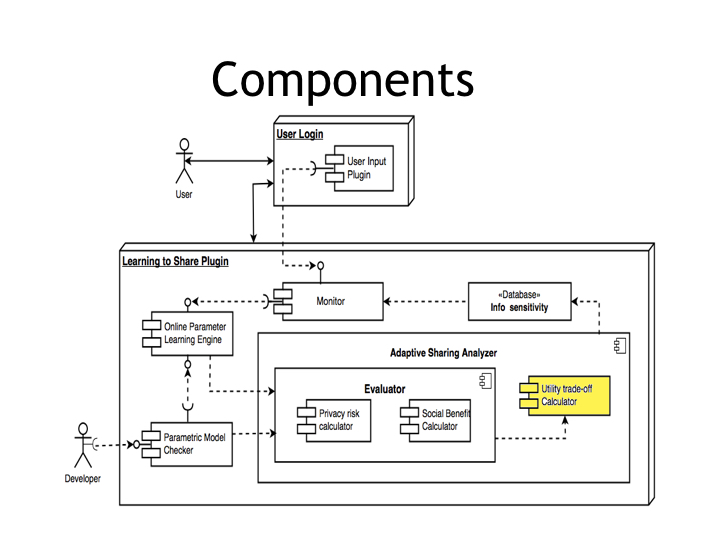 Components
User Login
User Input
Plugin
User
Learning to Share Plugin
Monitor
«Database»
Info sensitivity
Online Parameter
Learning Engine
Adaptive Sharing Analyzer
Evaluator
Utility trade-off
Calculator
Privacy risk
calculator
Social Benefit
Calculator
Parametric Model
Checker
Developer